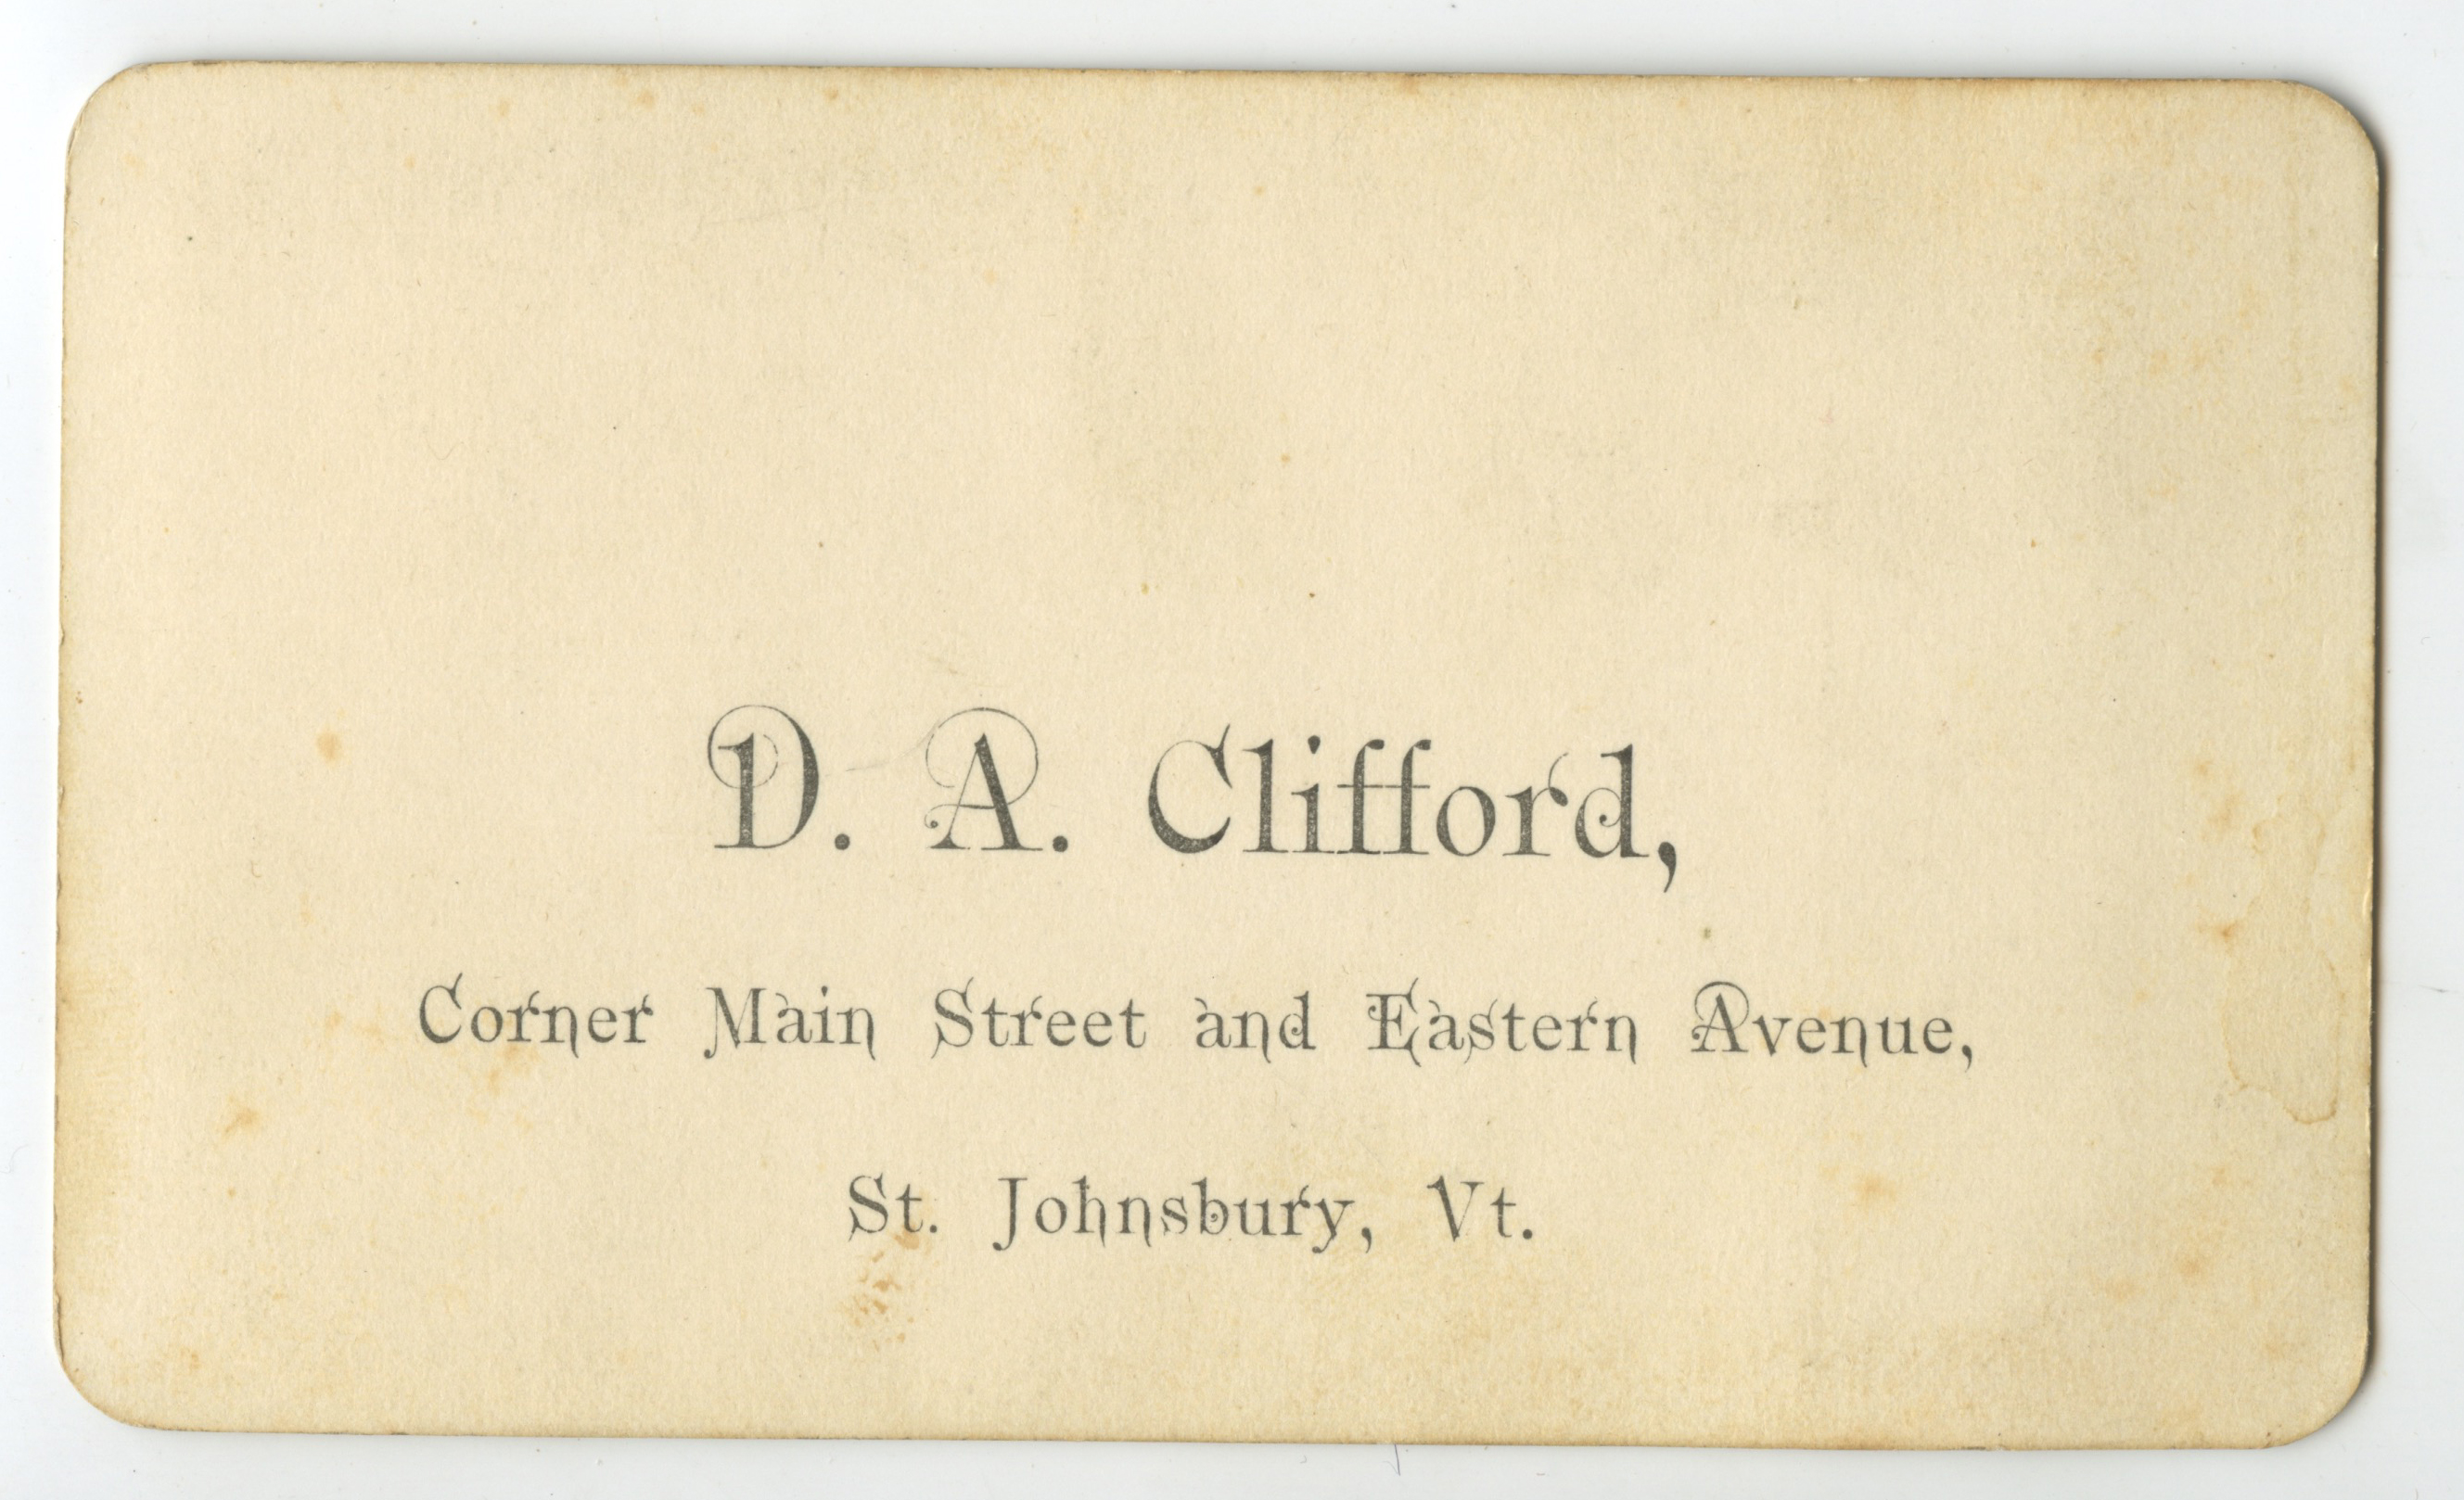 D. A. Clifford,
Corner Main Street and Eastern Avenue,
St. Johnsbury, Vt.